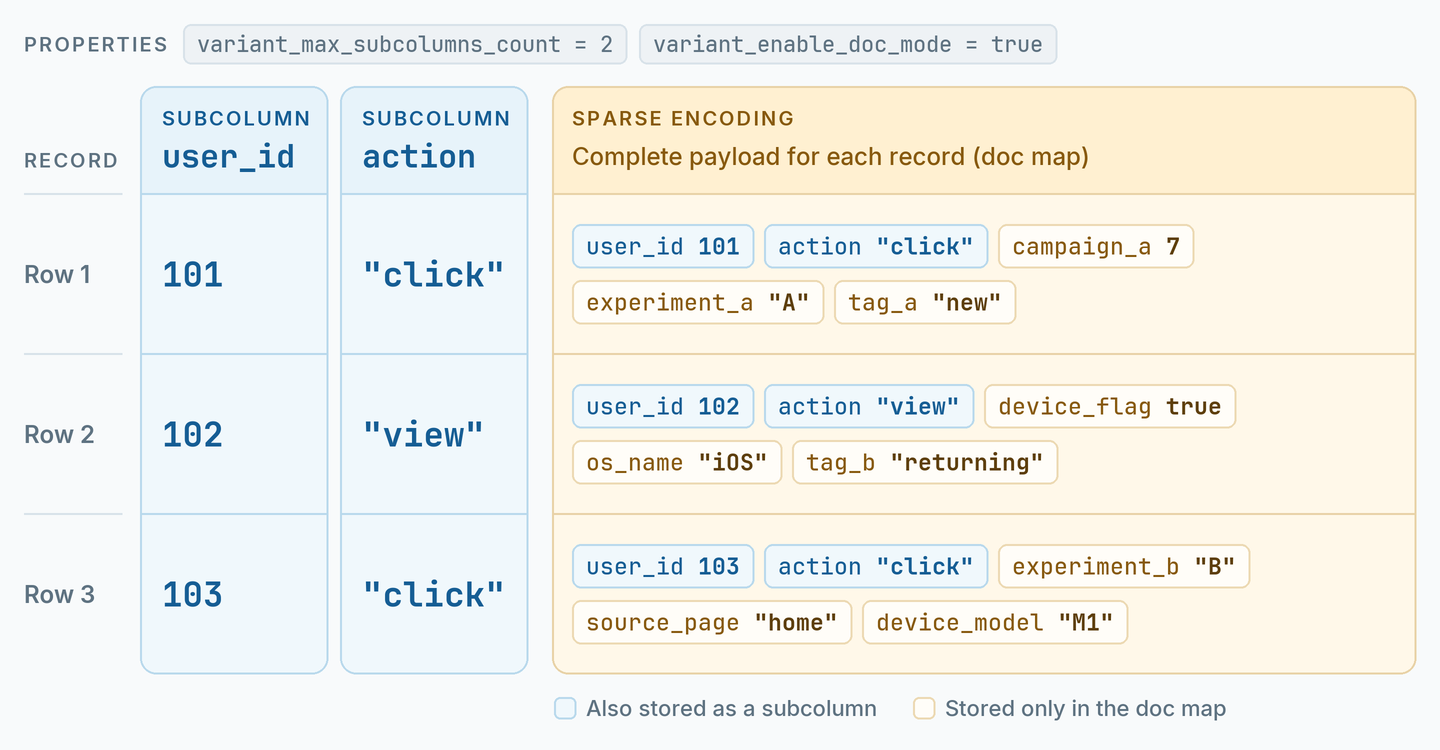 PROPERTIES variant_max_subcolumns_count = 2 variant_enable_doc_mode = true
RECORD
SUBCOLUMN
user_id
SUBCOLUMN
action
SPARSE ENCODING
Complete payload for each record (doc map)
Row 1
101
"click"
user_id 101 action "click" campaign_a 7
experiment_a "A" tag_a "new"
Row 2
102
"view"
user_id 102 action "view" device_flag true
os_name "iOS" tag_b "returning"
Row 3
103
"click"
user_id 103 action "click" experiment_b "B"
source_page "home" device_model "M1"
Also stored as a subcolumn Stored only in the doc map